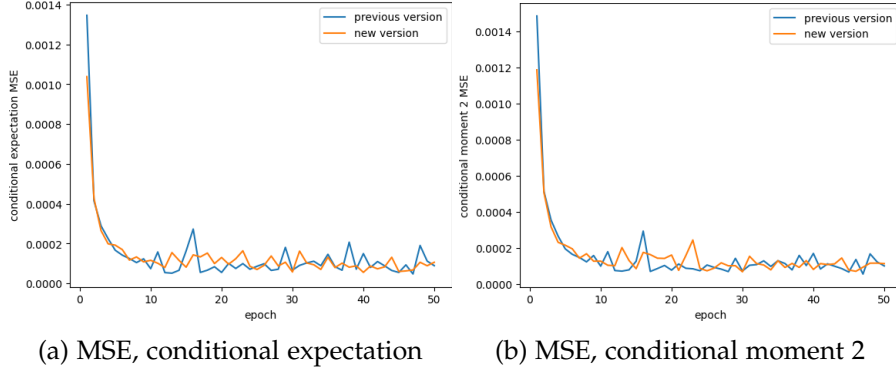 0.0014
0.0012
0.0010
0.0008
0.0006
0.0004
0.0002
0.0000
conditional expectation MSE
previous version
new version
0 10 20 30 40 50
epoch
(a) MSE, conditional expectation
0.0014
0.0012
0.0010
0.0008
0.0006
0.0004
0.0002
0.0000
conditional moment 2 MSE
previous version
new version
0 10 20 30 40 50
epoch
(b) MSE, conditional moment 2